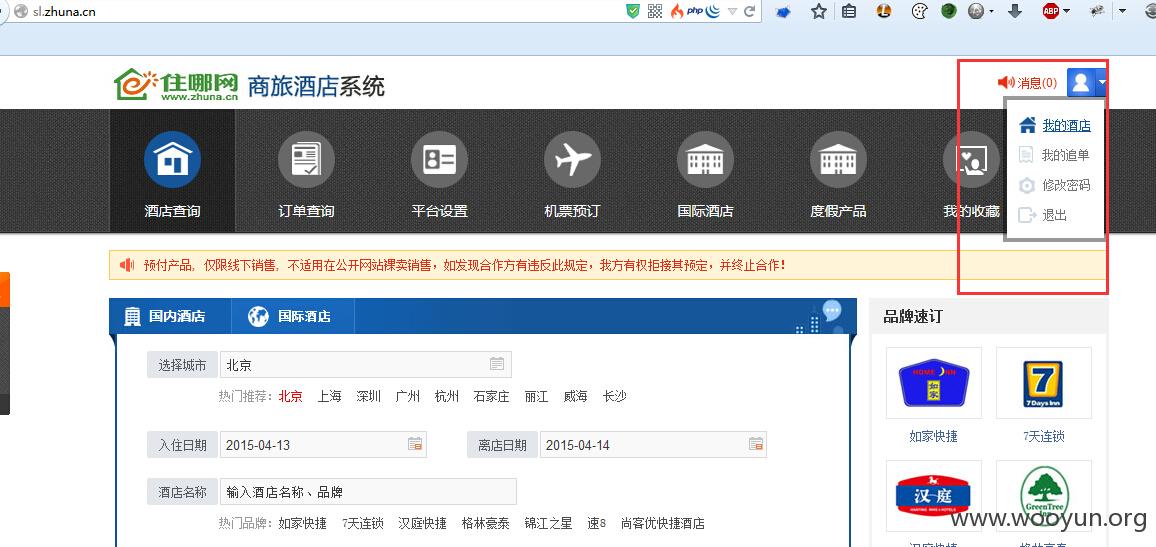 sl.zhuna.cn
php
ABP
住哪网 商旅酒店系统
www.zhuna.cn
消息(0)
我的酒店
我的追单
修改密码
退出
酒店查询 订单查询 平台设置 机票预订 国际酒店 度假产品 我的收藏
预付产品，仅限线下销售，不适用在公开网站裸卖销售，如发现合作方有违反此规定，我方有权拒接其预定，并终止合作！
国内酒店 国际酒店 品牌速订
选择城市 北京
热门推荐： 北京 上海 深圳 广州 杭州 石家庄 丽江 威海 长沙
HOME INN
如家
7
7 Days Inn
如家快捷 7天连锁
入住日期 2015-04-13 离店日期 2015-04-14
酒店名称 输入酒店名称、品牌
热门品牌： 如家快捷 7天连锁 汉庭快捷 格林豪泰 锦江之星 速8 尚客优快捷酒店
汉庭
GreenTree
Inn
www.wooyun.org
汉庭快捷 格林豪泰